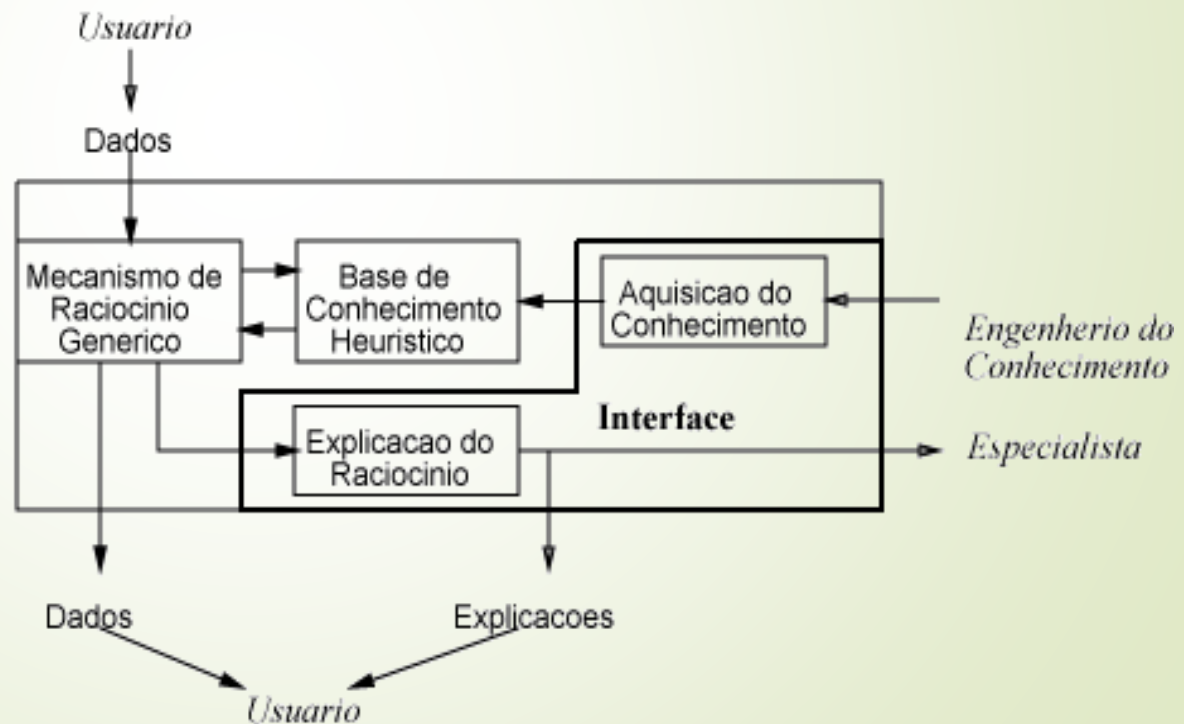 Usuario
Dados
Mecanismo de
Raciocinio
Generico
Base de
Conhecimento
Heuristico
Aquisicao do
Conhecimento
Engenherio do
Conhecimento
Interface
Explicacao do
Raciocinio
Especialista
Dados
Explicacoes
Usuario